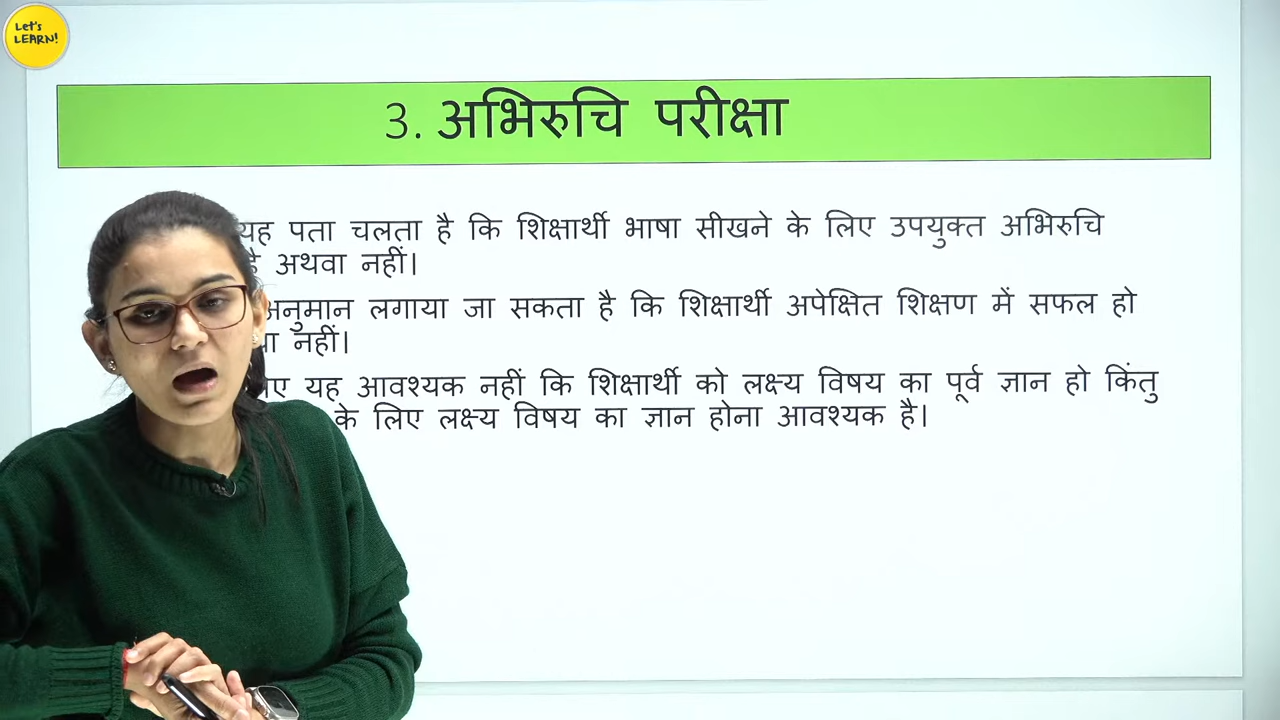 Let's
LEARN!
3. अभिरुचि परीक्षा
यह पता चलता है कि शिक्षार्थी भाषा सीखने के लिए उपयुक्त अभिरुचि
है अथवा नहीं।
अनुमान लगाया जा सकता है कि शिक्षार्थी अपेक्षित शिक्षण में सफल हो
नहीं।
यह आवश्यक नहीं कि शिक्षार्थी को लक्ष्य विषय का पूर्व ज्ञान हो किंतु
के लिए लक्ष्य विषय का ज्ञान होना आवश्यक है।